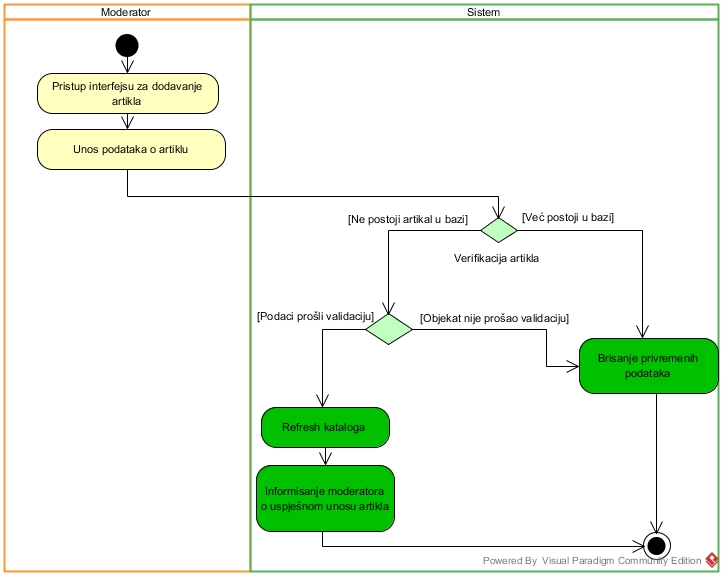 Moderator
Sistem
Pristup interfejsu za dodavanje
artikla
Unos podataka o artiklu
[Ne postoji artikal u bazi]
[Već postoji u bazi]
Verifikacija artikla
[Podaci prošli validaciju]
[Objekat nije prošao validaciju]
Brisanje privremenih
podataka
Refresh kataloga
Informisanje moderatora
o uspješnom unosu artikla
Powered By Visual Paradigm Community Edition